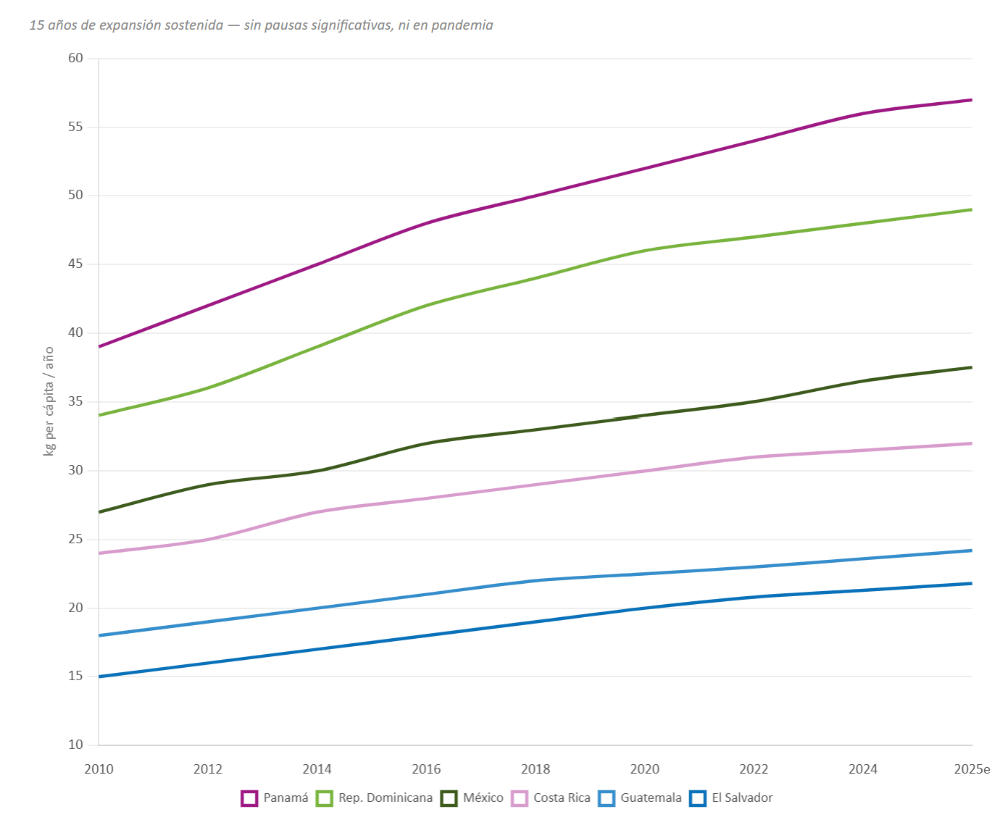 15 años de expansión sostenida — sin pausas significativas, ni en pandemia
60
55
50
45
40
35
30
25
20
15
10
kg per cápita / año
2010 2012 2014 2016 2018 2020 2022 2024 2025e
Panamá Rep. Dominicana México Costa Rica Guatemala El Salvador